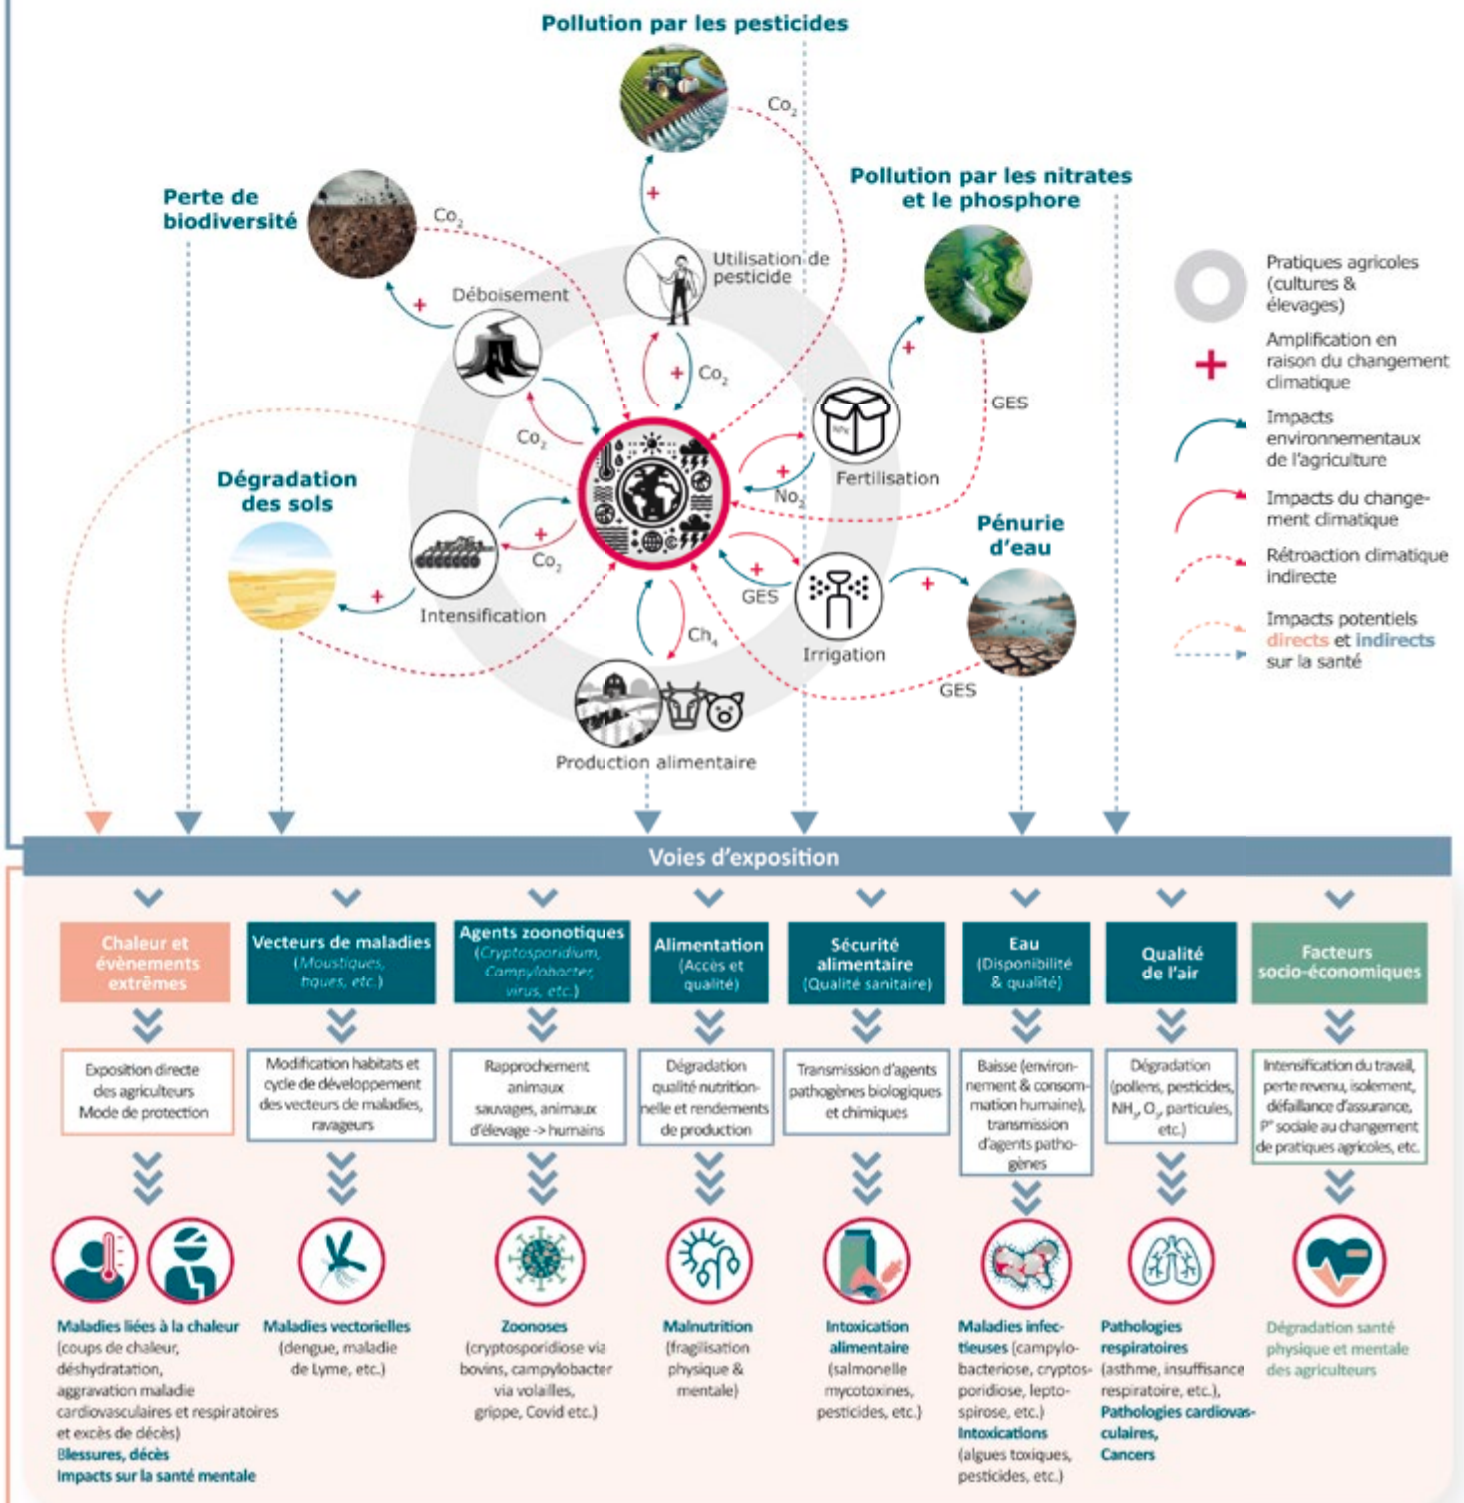 Pollution par les pesticides
Co2
Perte de
biodiversité
Co2
Pollution par les nitrates
et le phosphore
Utilisation de
pesticide
Déboisement
+
+
+
+
Co2
Co2
GES
NPK
Fertilisation
+
No2
Dégradation
des sols
+
Co2
Intensification
+
Pénurie
d'eau
+
GES
+
Irrigation
Ch4
GES
Production alimentaire
Pratiques agricoles
(cultures &
élevages)
+
Amplification en
raison du changement
climatique
Impacts
environnementaux
de l'agriculture
Impacts du change-
ment climatique
Rétroaction climatique
indirecte
Impacts potentiels
directs et indirects
sur la santé
Voies d'exposition
Chaleur et
évènements
extrêmes
Exposition directe
des agriculteurs
Mode de protection
Maladies liées à la chaleur
(coups de chaleur,
déshydratation,
aggravation maladie
cardiovasculaires et respiratoires
et excès de décès)
Blessures, décès
Impacts sur la santé mentale
Vecteurs de maladies
(Moustiques,
tiques, etc.)
Modification habitats et
cycle de développement
des vecteurs de maladies,
ravageurs
Maladies vectorielles
(dengue, maladie
de Lyme, etc.)
Agents zoonotiques
(Cryptosporidium,
Campylobacter,
virus, etc.)
Rapprochement
animaux
sauvages, animaux
d'élevage -> humains
Zoonoses
(cryptosporidiose via
bovins, campylobacter
via volailles,
grippe, Covid etc.)
Alimentation
(Accès et
qualité)
Dégradation
qualité nutrition-
nelle et rendements
de production
Malnutrition
(fragilisation
physique &
mentale)
Sécurité
alimentaire
(Qualité sanitaire)
Transmission d'agents
pathogènes biologiques
et chimiques
Intoxication
alimentaire
(salmonelle
mycotoxines,
pesticides, etc.)
Eau
(Disponibilité
& qualité)
Baisse (environ-
nement & consom-
mation humaine),
transmission
d'agents patho-
gènes
Maladies infec-
tieuses (campylo-
bacteriose, cryptos-
poridiose, lepto-
spirose, etc.)
Intoxications
(algues toxiques,
pesticides, etc.)
Qualité
de l'air
Dégradation
(pollens, pesticides,
NH3, O3, particules,
etc.)
Pathologies
respiratoires
(asthme, insuffisance
respiratoire, etc.),
Pathologies cardiovas-
culaires,
Cancers
Facteurs
socio-économiques
Intensification du travail,
perte revenu, isolement,
défaillance d'assurance,
P° sociale au changement
de pratiques agricoles, etc.
Dégradation santé
physique et mentale
des agriculteurs